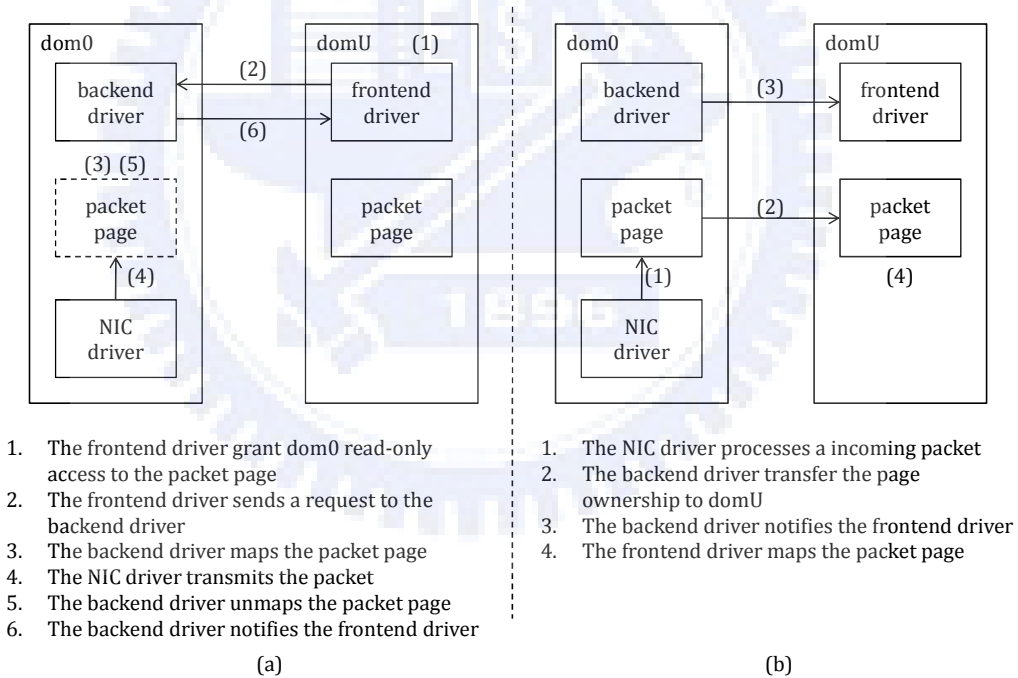 dom0
backend
driver
(3) (5)
packet
page
(4)
NIC
driver
(2)
(6)
domU (1)
frontend
driver
packet
page
1. The frontend driver grant dom0 read-only
access to the packet page
2. The frontend driver sends a request to the
backend driver
3. The backend driver maps the packet page
4. The NIC driver transmits the packet
5. The backend driver unmaps the packet page
6. The backend driver notifies the frontend driver
(a)
dom0
backend
driver
packet
page
(1)
NIC
driver
(3)
(2)
domU
frontend
driver
packet
page
(4)
1. The NIC driver processes a incoming packet
2. The backend driver transfer the page
ownership to domU
3. The backend driver notifies the frontend driver
4. The frontend driver maps the packet page
(b)
1896